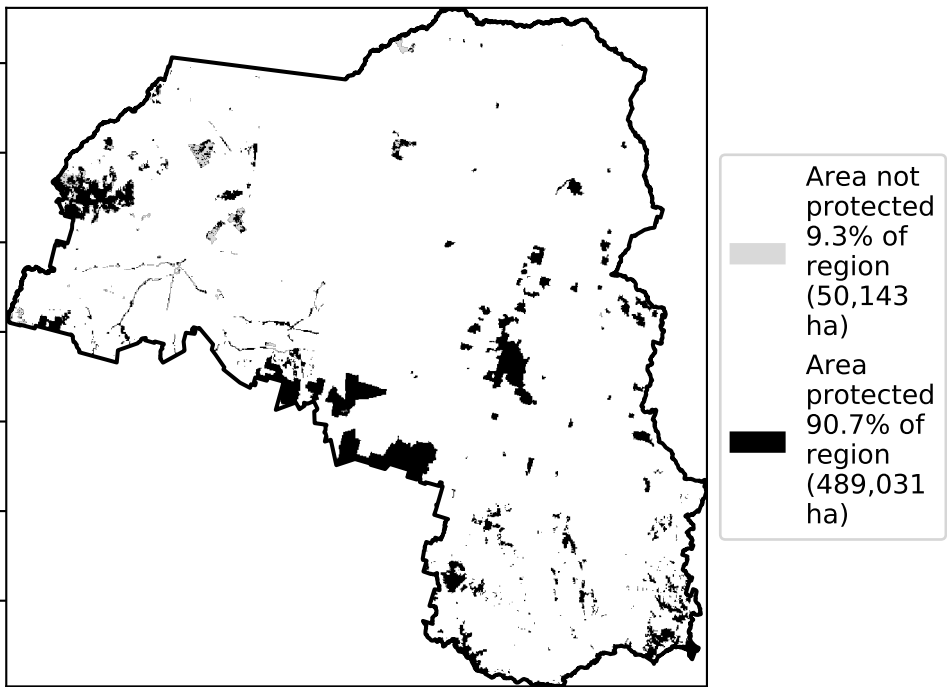 Area not
protected
9.3% of
region
(50,143
ha)
Area
protected
90.7% of
region
(489,031
ha)